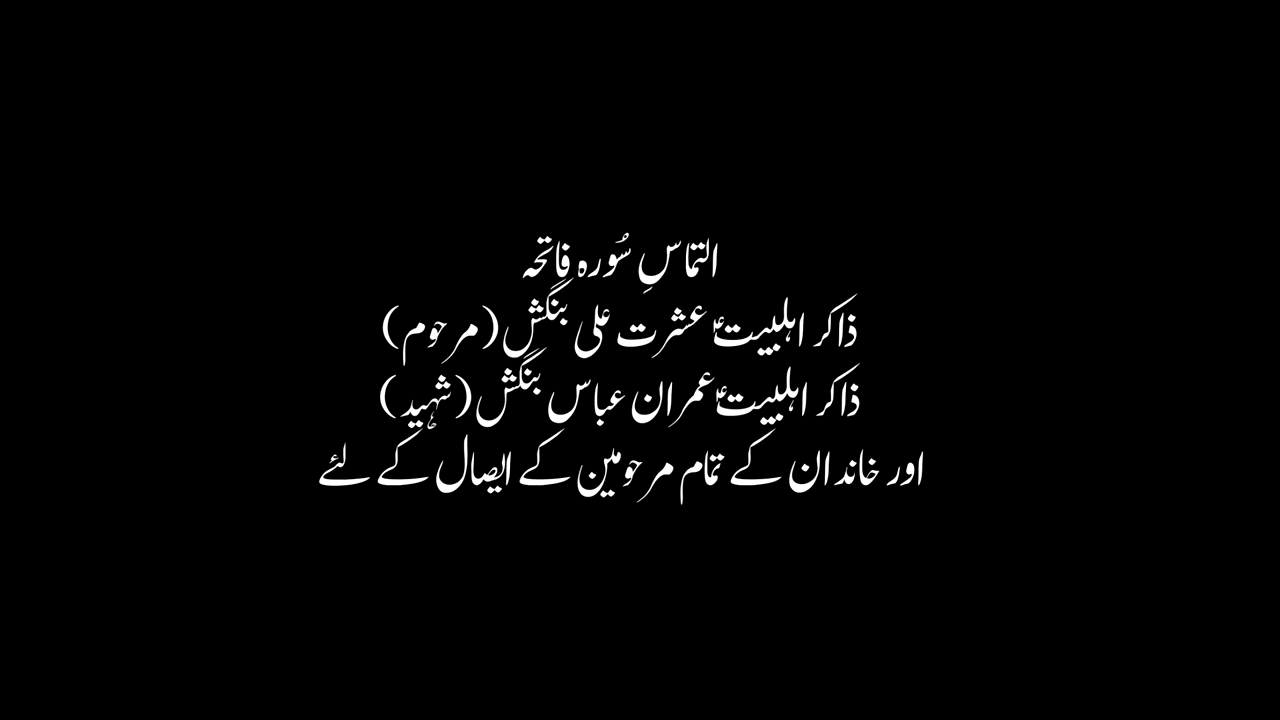 التماسِ سُورہ فاتحہ
ذاکر اہلبیتؑ عشرت علی بنگش (مرحوم)
ذاکر اہلبیتؑ عمران عباس بنگش (شہید)
اور خاندان کے تمام مرحومین کے ایصال کے لئے